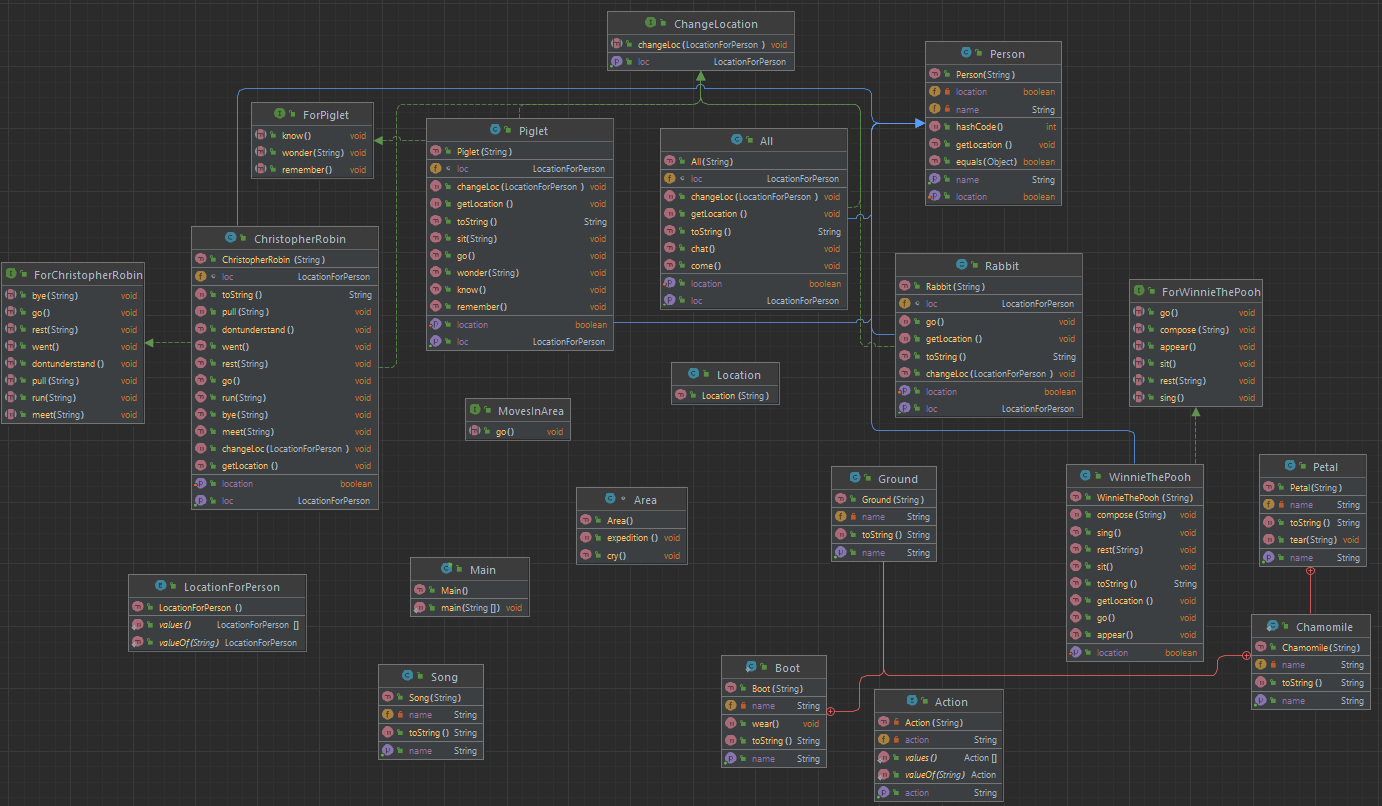 ChangeLocation
changeLoc(LocationForPerson ) void
loc LocationForPerson
Person
Person(String )
location boolean
name String
hashCode() int
getLocation () void
equals(Object) boolean
name String
location boolean
ForPiglet
know() void
wonder(String) void
remember() void
Piglet
Piglet (String )
loc LocationForPerson
changeLoc(LocationForPerson ) void
getLocation () void
toString () String
sit(String) void
go() void
wonder(String) void
know() void
remember() void
location boolean
loc LocationForPerson
All
All(String)
loc LocationForPerson
changeLoc(LocationForPerson ) void
getLocation () void
toString () String
chat() void
come() void
location boolean
loc LocationForPerson
ChristopherRobin
ChristopherRobin (String )
loc LocationForPerson
toString () String
pull (String ) void
dontunderstand () void
went() void
rest(String) void
go() void
run(String) void
bye(String) void
meet(String) void
changeLoc(LocationForPerson ) void
getLocation () void
location boolean
loc LocationForPerson
ForChristopherRobin
bye(String) void
go() void
rest(String) void
went() void
dontunderstand () void
pull (String ) void
run(String) void
meet(String) void
Rabbit
Rabbit(String )
loc LocationForPerson
go() void
getLocation () void
toString () String
changeLoc(LocationForPerson ) void
location boolean
loc LocationForPerson
ForWinnieThePooh
go() void
compose (String) void
appear() void
sit() void
rest(String) void
sing() void
Location
Location (String )
MovesInArea
go() void
Ground
Ground (String )
name String
toString () String
name String
WinnieThePooh
WinnieThePooh (String )
compose (String) void
sing() void
rest(String) void
sit() void
toString () String
getLocation () void
go() void
appear() void
location boolean
Petal
Petal(String )
name String
toString () String
tear(String) void
name String
Area
Area()
expedition () void
cry() void
Main
Main()
main(String []) void
LocationForPerson
LocationForPerson ()
values() LocationForPerson []
valueOf(String) LocationForPerson
Chamomile
Chamomile(String )
name String
toString () String
name String
Song
Song(String)
name String
toString () String
name String
Boot
Boot(String )
name String
wear() void
toString () String
name String
Action
Action (String)
action String
values () Action []
valueOf(String) Action
action String